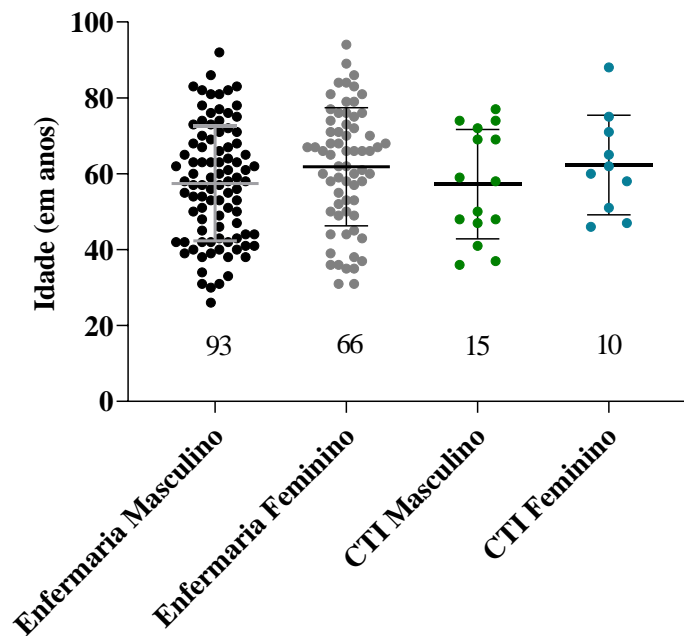 Idade (em anos)
100
80
60
40
20
0
93 66 15 10
Enfermaria Masculino
Enfermaria Feminino
CTI Masculino
CTI Feminino